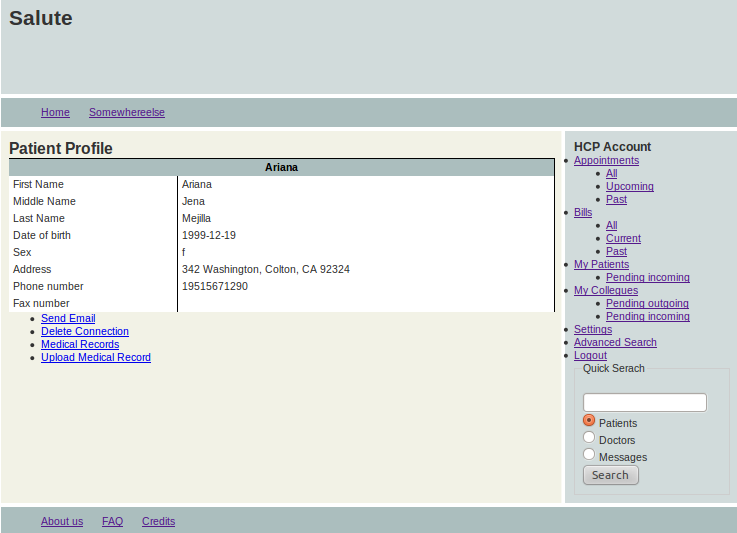 Salute
Home Somewhereelse
Patient Profile
Ariana
First Name Ariana
Middle Name Jena
Last Name Mejilla
Date of birth 1999-12-19
Sex f
Address 342 Washington, Colton, CA 92324
Phone number 19515671290
Fax number
Send Email
Delete Connection
Medical Records
Upload Medical Record
HCP Account
Appointments
All
Upcoming
Past
Bills
All
Current
Past
My Patients
Pending incoming
My Collegues
Pending outgoing
Pending incoming
Settings
Advanced Search
Logout
Quick Serach
Patients
Doctors
Messages
Search
About us FAQ Credits